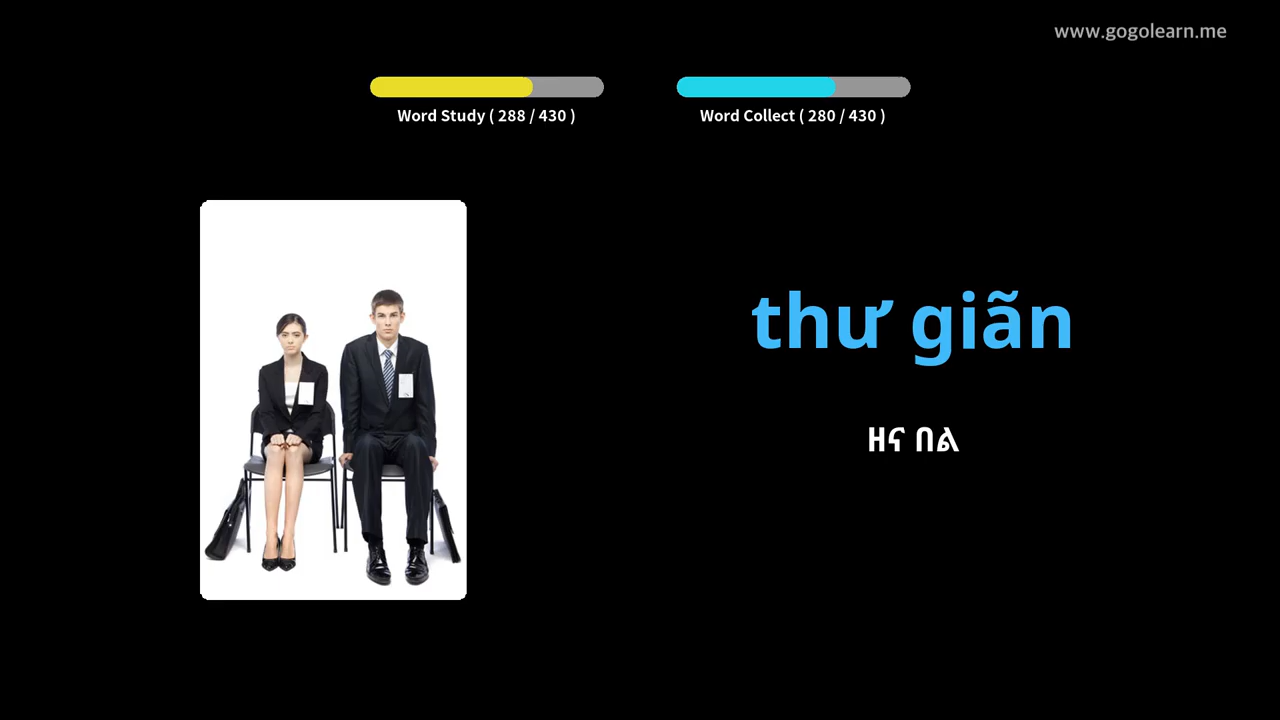 www.gogolearn.me
Word Study ( 288 / 430 )
Word Collect ( 280 / 430 )
thư giãn
ዘና በል